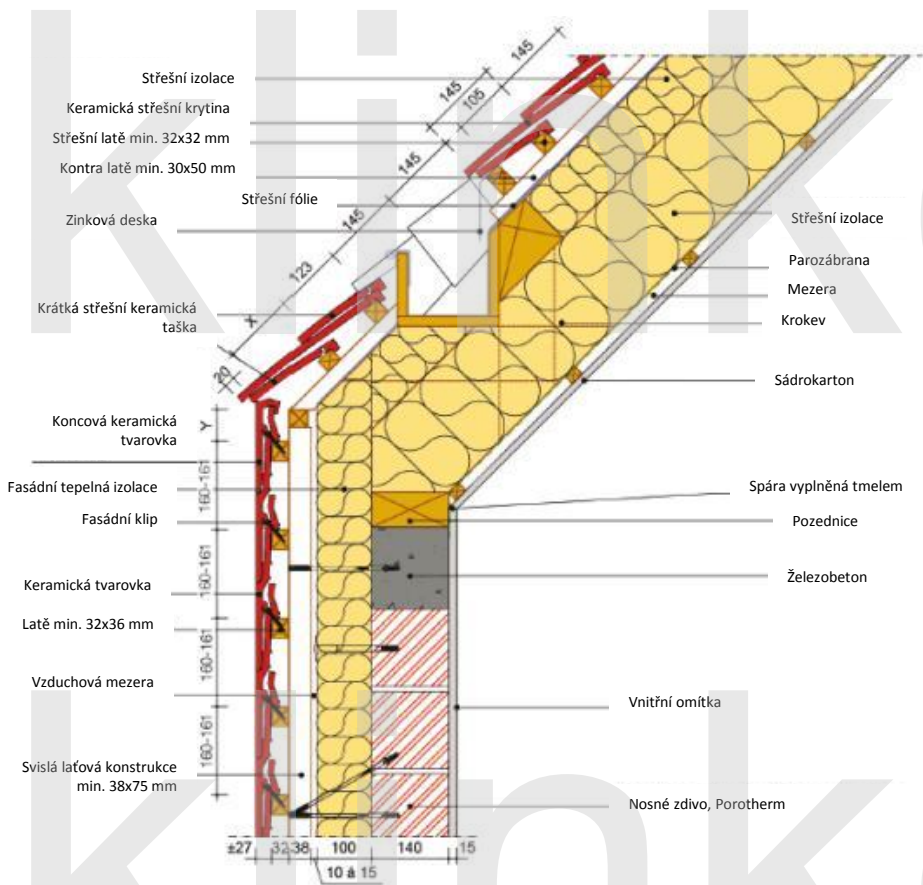 145
145
105
145
145
123
X
20
Střešní izolace
Keramická střešní krytina
Střešní latě min. 32x32 mm
Kontra latě min. 30x50 mm
Střešní fólie
Zinková deska
Krátká střešní keramická
taška
Koncová keramická
tvarovka
Fasádní tepelná izolace
Fasádní klip
Keramická tvarovka
Latě min. 32x36 mm
Vzduchová mezera
Svislá laťová konstrukce
min. 38x75 mm
Y
160-161
160-161
160-161
160-161
Střešní izolace
Parozábrana
Mezera
Krokev
Sádrokarton
Spára vyplněná tmelem
Pozednice
Železobeton
Vnitřní omítka
Nosné zdivo, Porotherm
±27 32 38 100 140 15
10 á 15